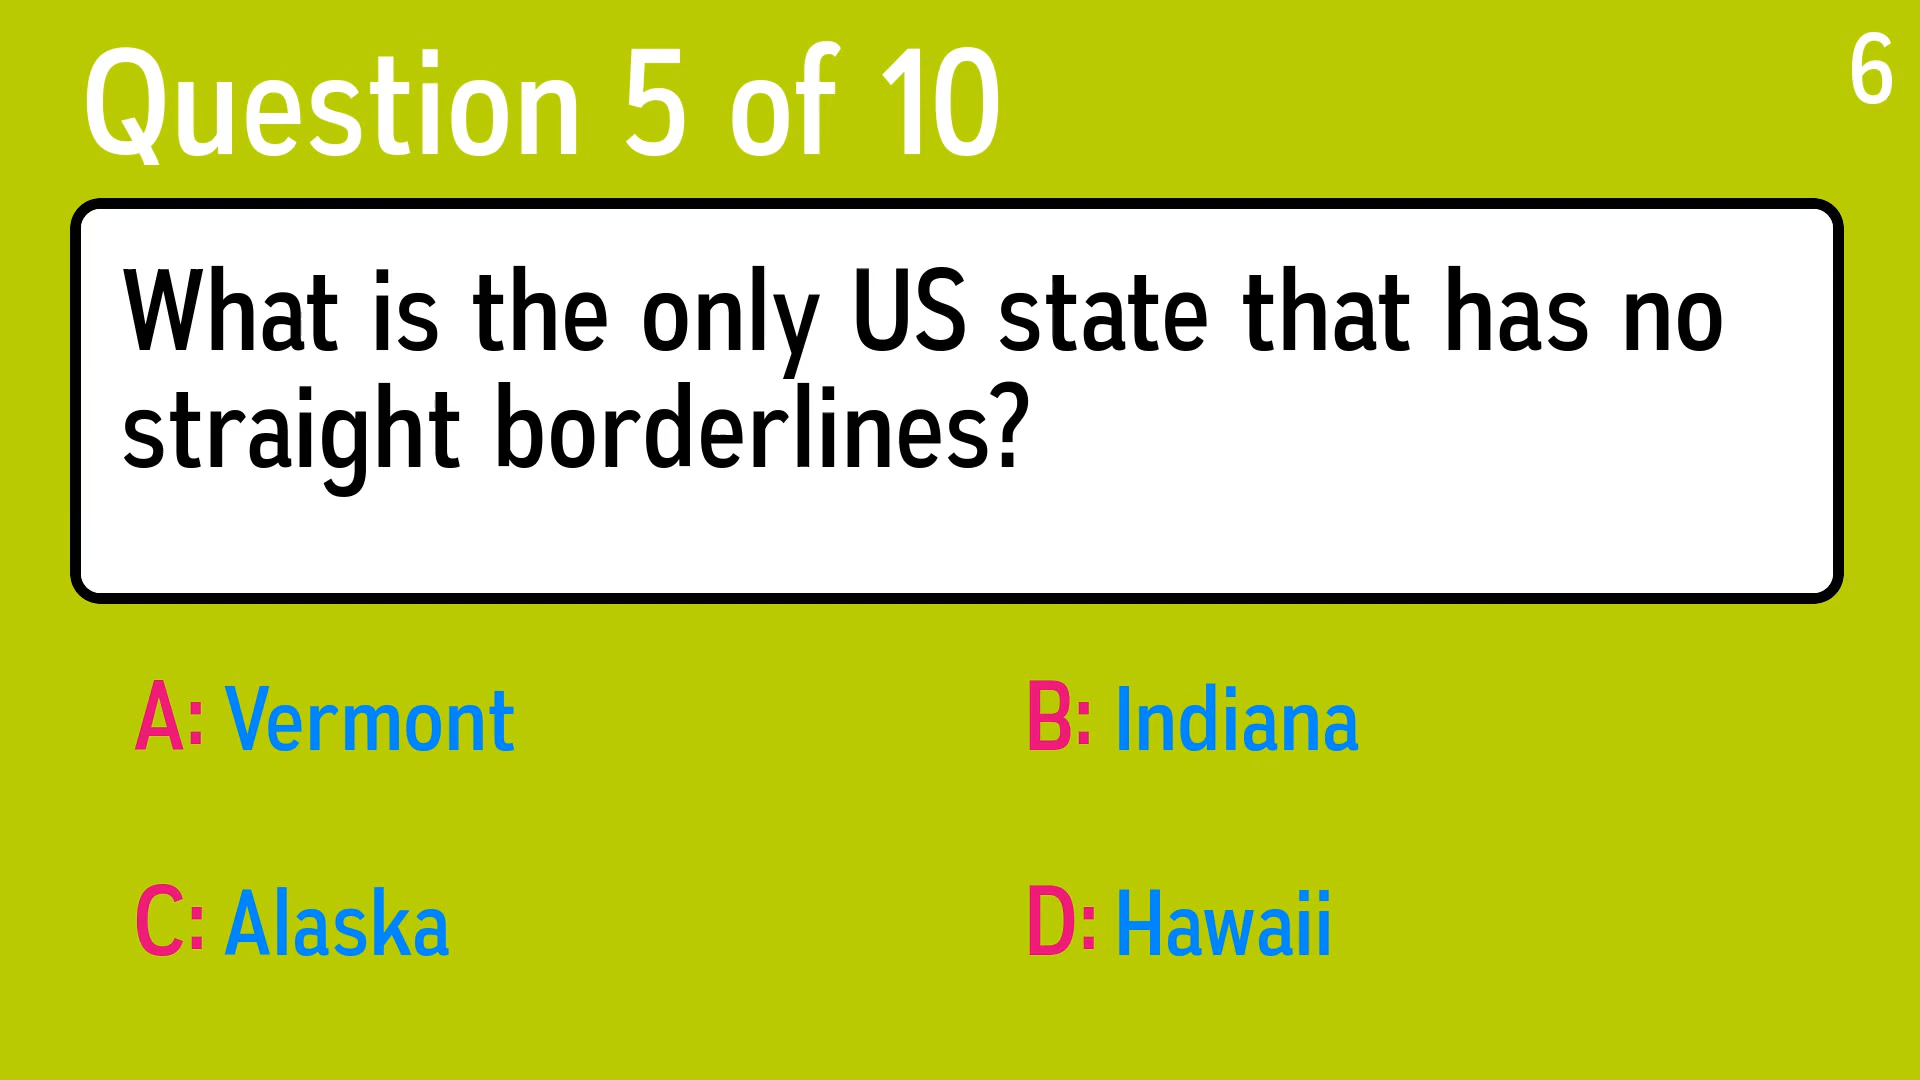 Question 5 of 10
6
What is the only US state that has no
straight borderlines?
A: Vermont
B: Indiana
C: Alaska
D: Hawaii